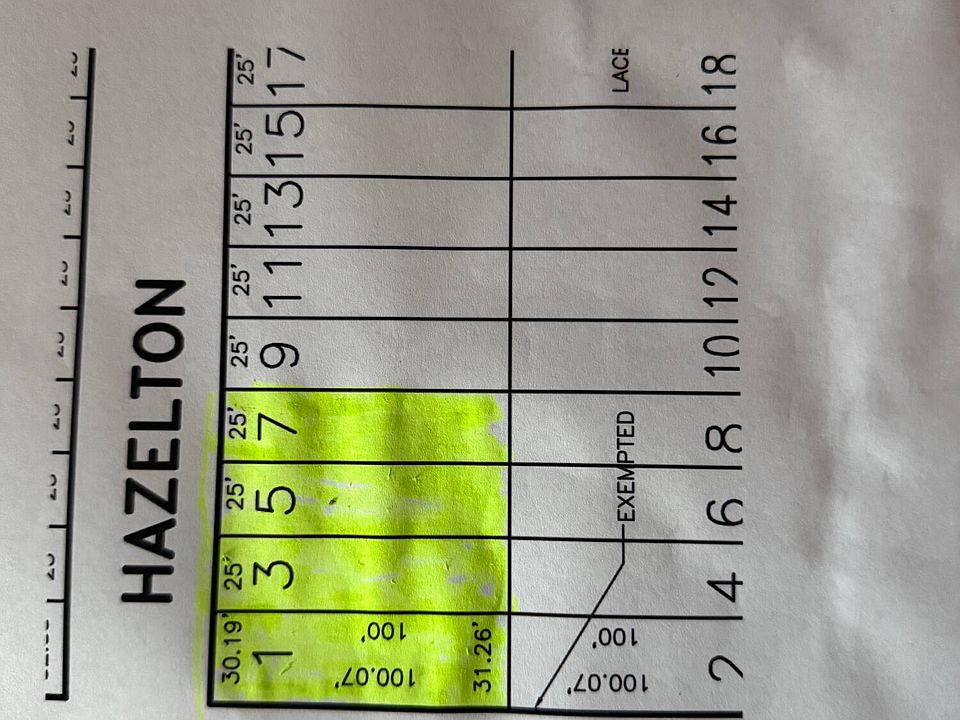 HAZELTON
30.19' 25' 25' 25' 25' 25' 25' 25' 25'
1 3 5 7 9 11 13 15 17
100.07' 100'
31.26'
100.07' 100'
EXEMPTED
LACE
2 4 6 8 10 12 14 16 18